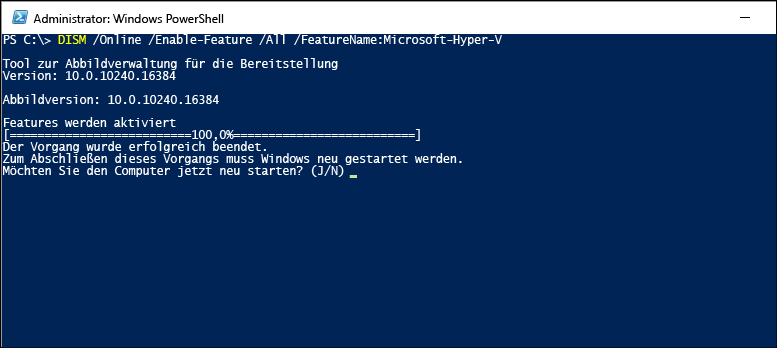 Administrator: Windows PowerShell
PS C:\> DISM /Online /Enable-Feature /All /FeatureName:Microsoft-Hyper-V
Tool zur Abbildverwaltung für die Bereitstellung
Version: 10.0.10240.16384
Abbildversion: 10.0.10240.16384
Features werden aktiviert
[==========================100,0%==========================]
Der Vorgang wurde erfolgreich beendet.
Zum Abschließen dieses Vorgangs muss Windows neu gestartet werden.
Möchten Sie den Computer jetzt neu starten? (J/N)